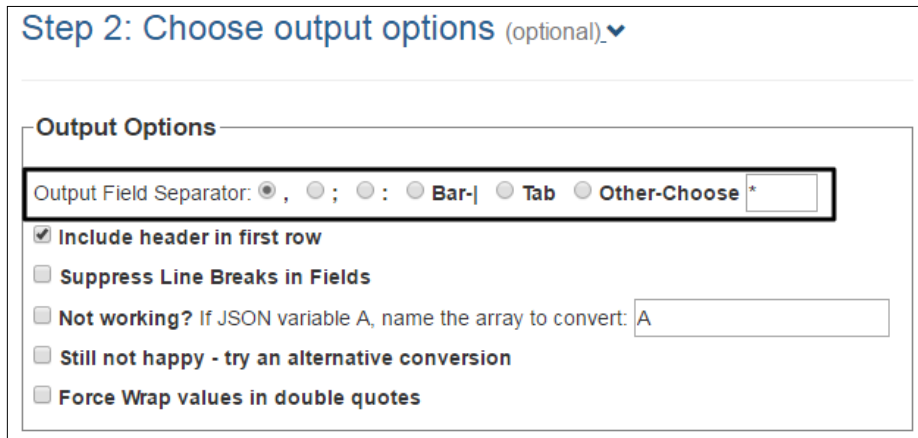 Step 2: Choose output options (optional)
Output Options
Output Field Separator: , ; : Bar-| Tab Other-Choose *
Include header in first row
Suppress Line Breaks in Fields
Not working? If JSON variable A, name the array to convert: A
Still not happy - try an alternative conversion
Force Wrap values in double quotes